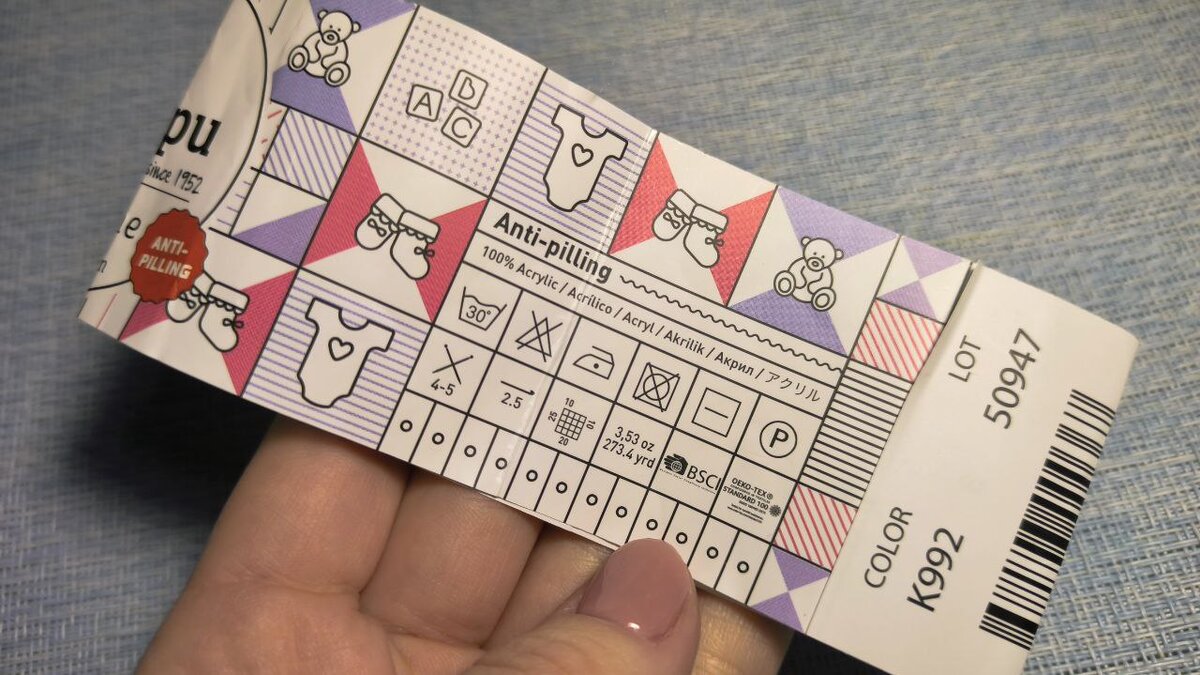 pu
since 1952
e
ANTI-
PILLING
A
B
C
Anti-pilling
100% Acrylic / Acrílico / Acryl / Akrilik / Акрил / アクリル
30°
P
4-5
2.5
10
25
10
20
3,53 oz
273.4 yrd
BSCI
OEKO-TEX®
STANDARD 100
LOT
50947
COLOR
K992